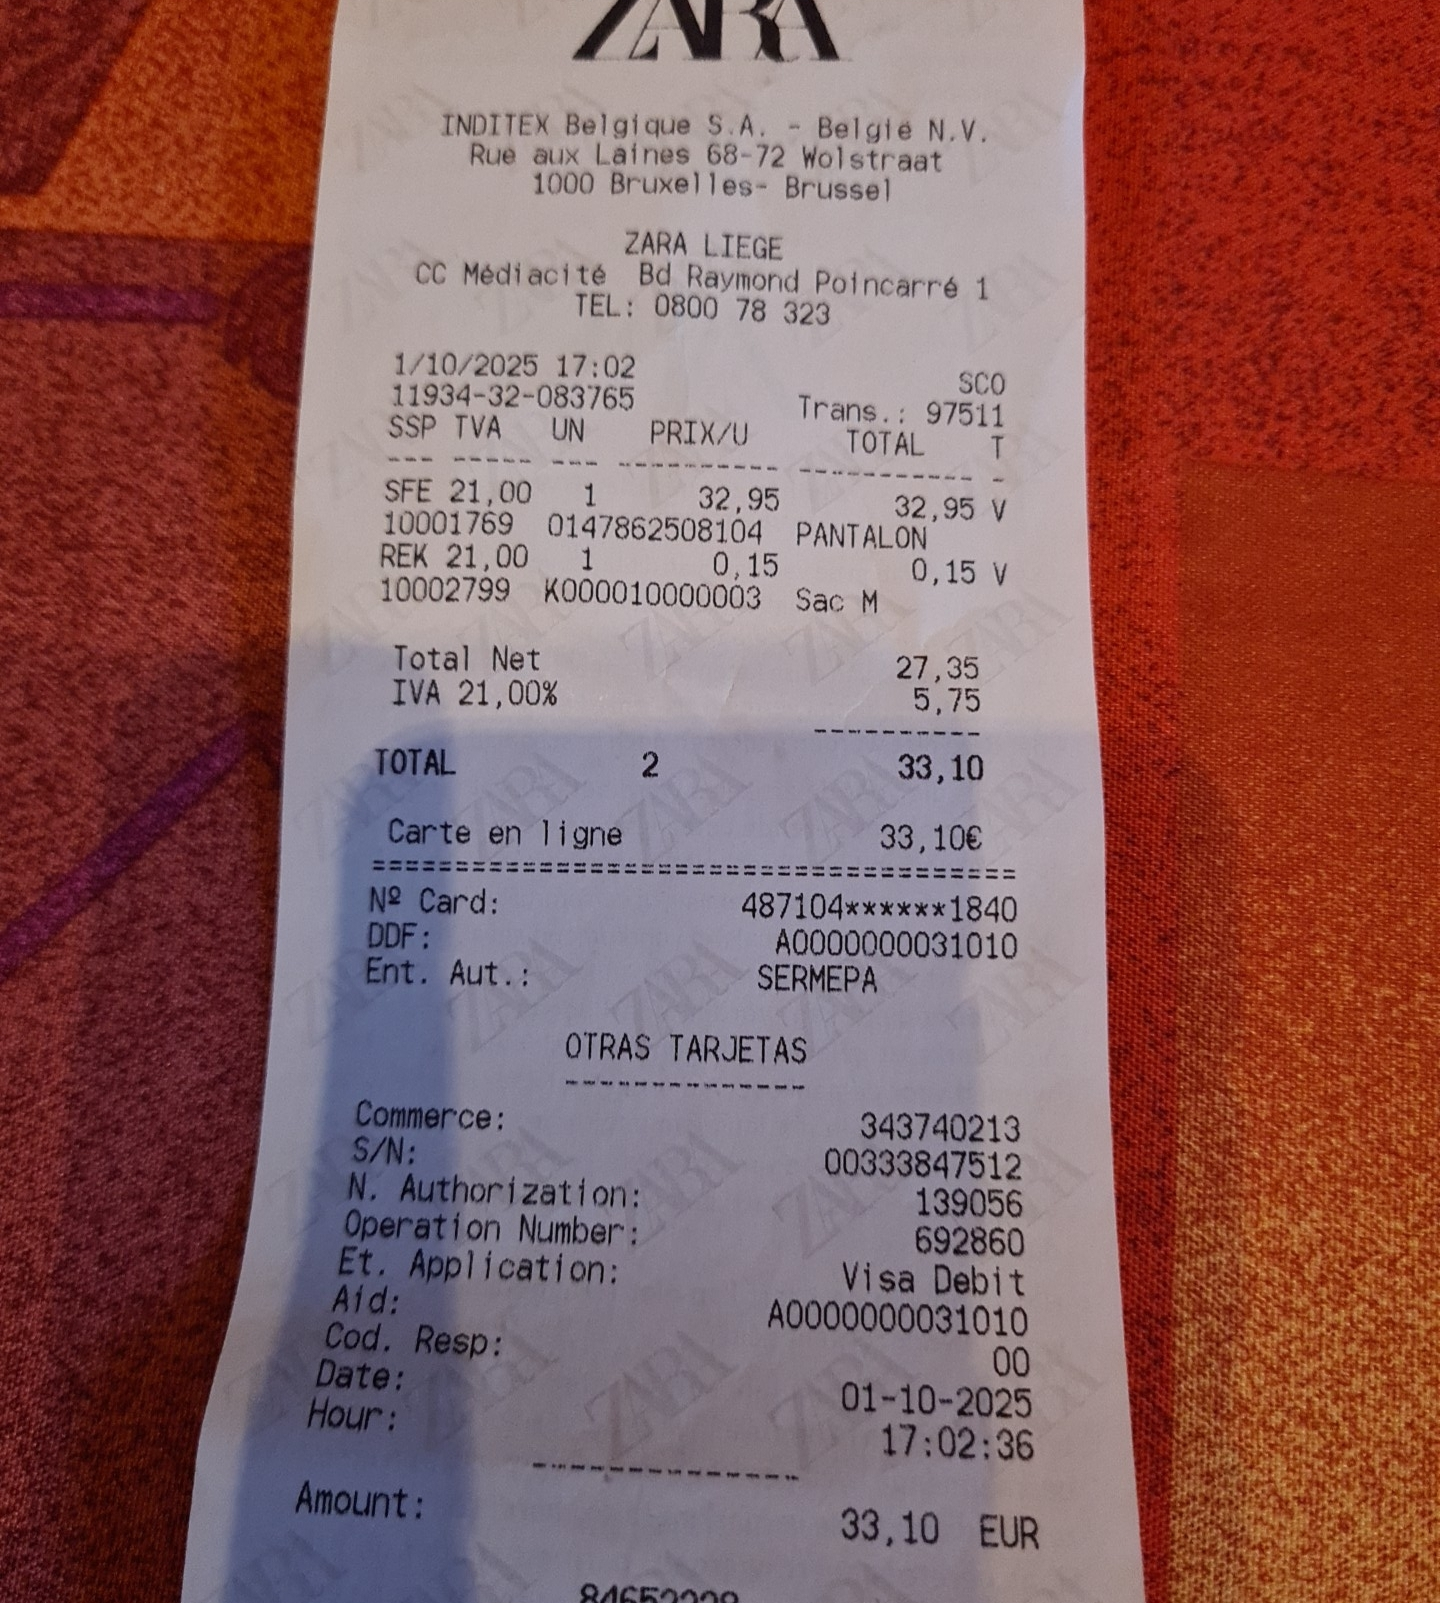 ZARA
INDITEX Belgique S.A. - België N.V.
Rue aux Laines 68-72 Wolstraat
1000 Bruxelles- Brussel
ZARA LIEGE
CC Médiacité Bd Raymond Poincarré 1
TEL: 0800 78 323
1/10/2025 17:02 SCO
11934-32-083765 Trans.: 97511
SSP TVA UN PRIX/U TOTAL T
--- ----- --- ---------- ----------- -
SFE 21,00 1 32,95 32,95 V
10001769 0147862508104 PANTALON
REK 21,00 1 0,15 0,15 V
10002799 K000010000003 Sac M
Total Net 27,35
IVA 21,00% 5,75
----------
TOTAL 2 33,10
Carte en ligne 33,10€
=======================================
Nº Card: 487104******1840
DDF: A0000000031010
Ent. Aut.: SERMEPA
OTRAS TARJETAS
--------------
Commerce: 343740213
S/N: 00333847512
N. Authorization: 139056
Operation Number: 692860
Et. Application: Visa Debit
Aid: A0000000031010
Cod. Resp: 00
Date: 01-10-2025
Hour: 17:02:36
--------------
Amount: 33,10 EUR